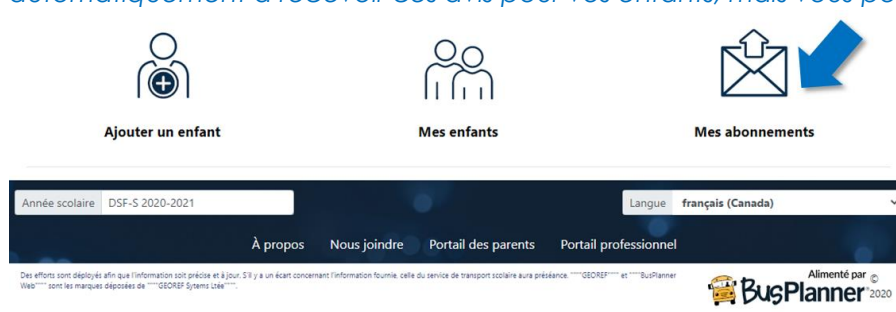 automatiquement à recevoir ces avis pour vos enfants, mais vous
Ajouter un enfant
Mes enfants
Mes abonnements
Année scolaire DSF-S 2020-2021
Langue français (Canada)
À propos Nous joindre Portail des parents Portail professionnel
Des efforts sont déployés afin que l'information soit précise et à jour. S'il y a un écart concernant l'information fournie, celle du service de transport scolaire aura préséance. """"GEOREF"""" et """"BusPlanner
Web"""" sont les marques déposées de """"GEOREF Sytems Ltée"""".
Alimenté par ©
BusPlanner 2020